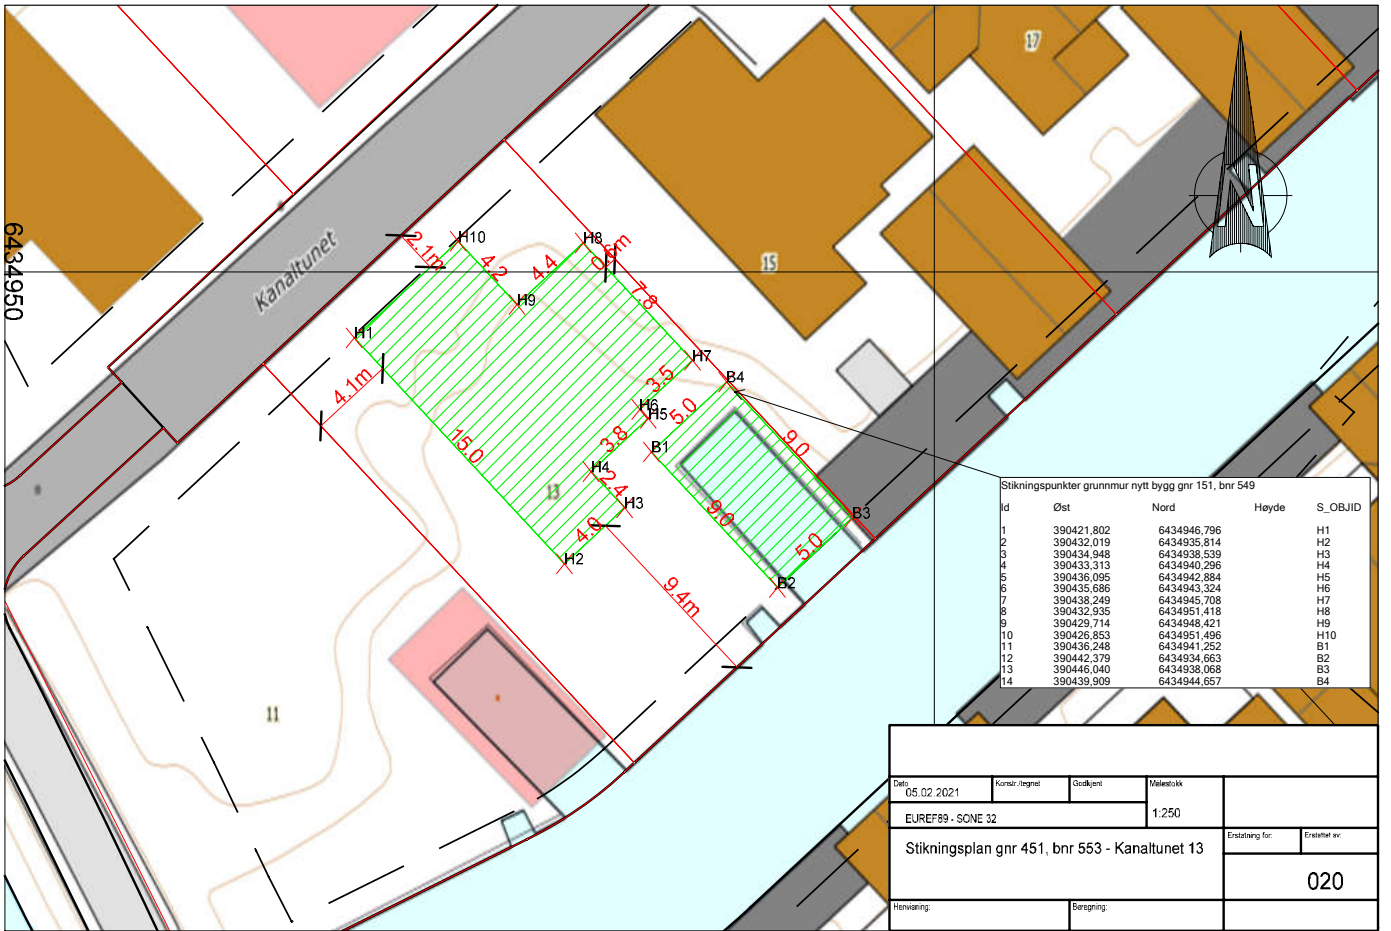 17
6434950
Kanaltunet
H10
H8
2.1m
4.2
4.4
0.6m
15
H9
7.8
H1
H7
4.1m
3.5
B4
H6
H5
5.0
15.0
3.8
B1
9.0
H4
2.4
13
H3
9.0
B3
4.0
5.0
H2
B2
9.4m
11
Stikningspunkter grunnmur nytt bygg gnr 151, bnr 549
Id Øst Nord Høyde S_OBJID
1 390421,802 6434946,796 H1
2 390432,019 6434935,814 H2
3 390434,948 6434938,539 H3
4 390433,313 6434940,296 H4
5 390436,095 6434942,884 H5
6 390435,686 6434943,324 H6
7 390438,249 6434945,708 H7
8 390432,935 6434951,418 H8
9 390429,714 6434948,421 H9
10 390426,853 6434951,496 H10
11 390436,248 6434941,252 B1
12 390442,379 6434934,663 B2
13 390446,040 6434938,068 B3
14 390439,909 6434944,657 B4
Dato Konstr./tegnet Godkjent Målestokk
05.02.2021
1:250
EUREF89 - SONE 32
Stikningsplan gnr 451, bnr 553 - Kanaltunet 13
Erstatning for: Erstattet av:
020
Henvisning: Beregning: